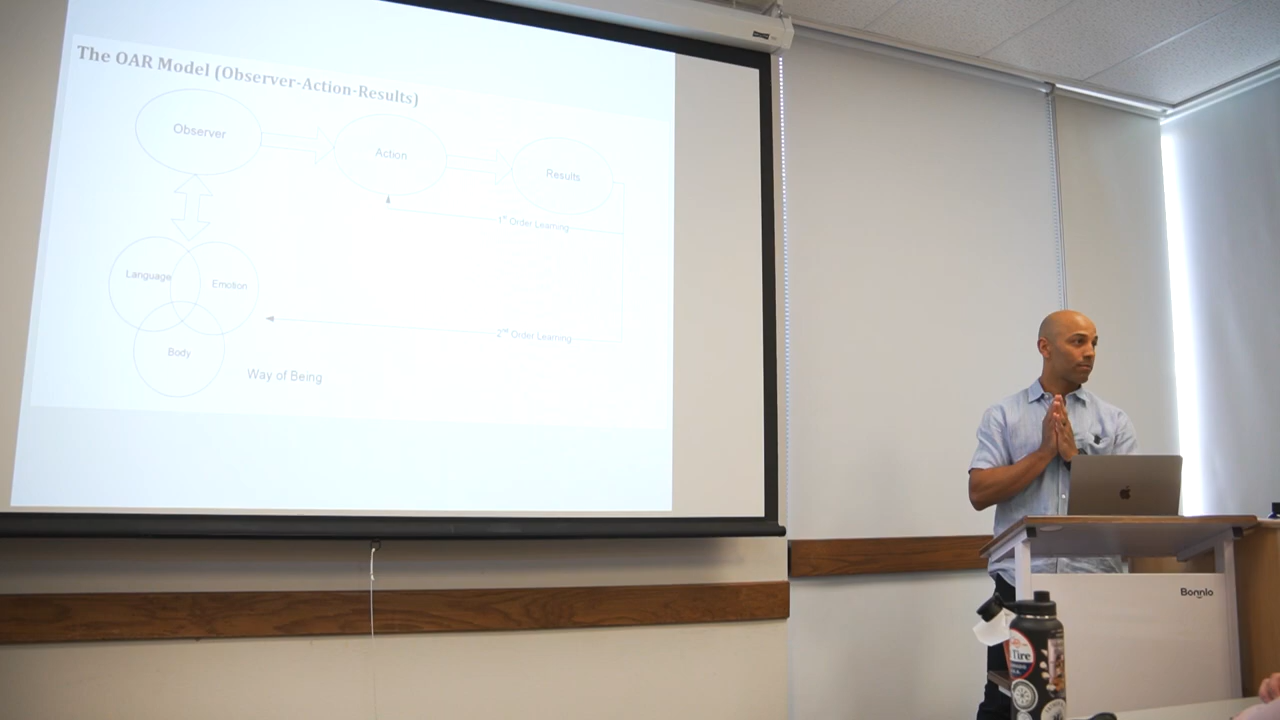 The OAR Model (Observer-Action-Results)
Observer
Action
Results
1st Order Learning
Language
Emotion
2nd Order Learning
Body
Way of Being
Bonnlo
Tire